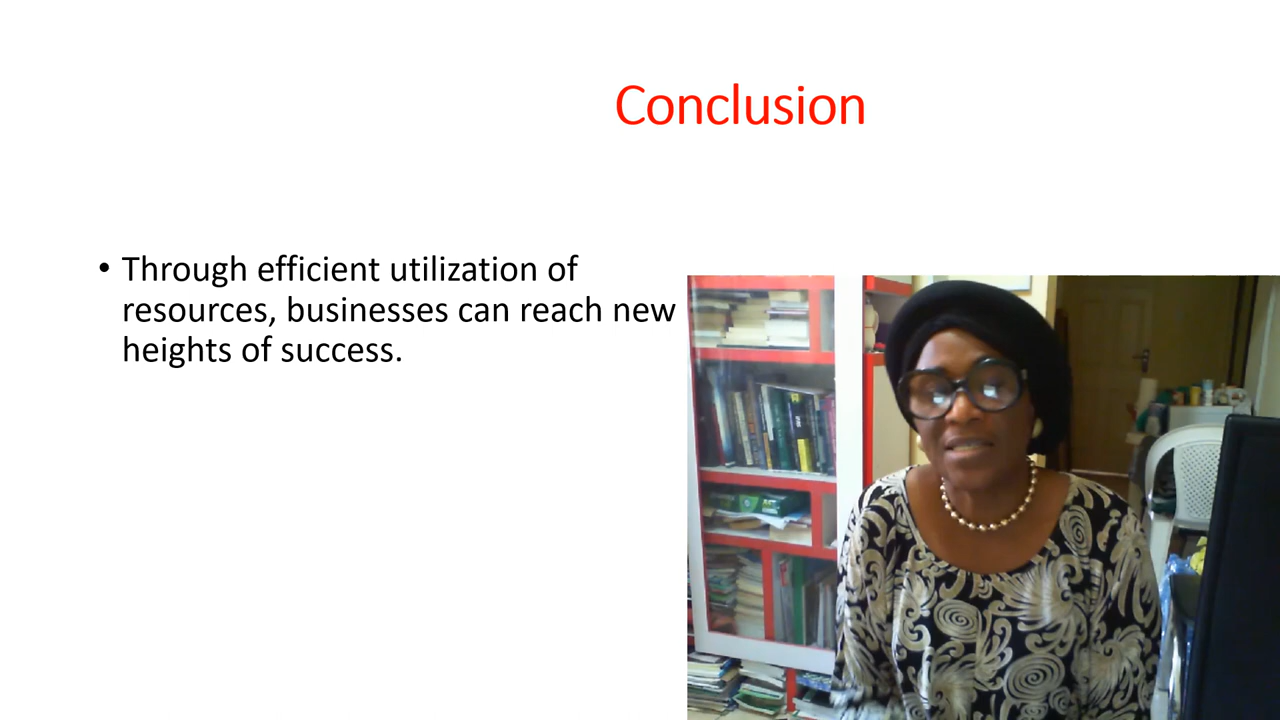 Conclusion
• Through efficient utilization of
resources, businesses can reach new
heights of success.